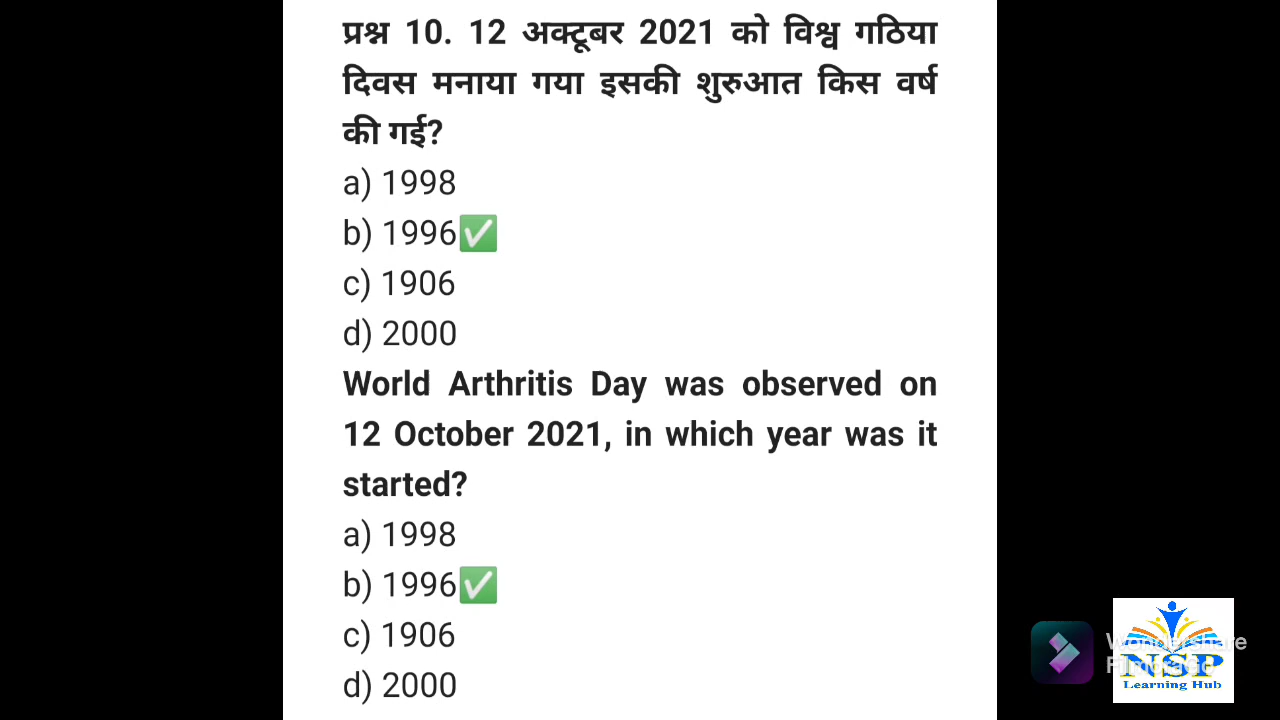 प्रश्न 10. 12 अक्टूबर 2021 को विश्व गठिया
दिवस मनाया गया इसकी शुरुआत किस वर्ष
की गई?
a) 1998
b) 1996✅
c) 1906
d) 2000
World Arthritis Day was observed on
12 October 2021, in which year was it
started?
a) 1998
b) 1996✅
c) 1906
d) 2000
Wondershare
NSP
Learning Hub